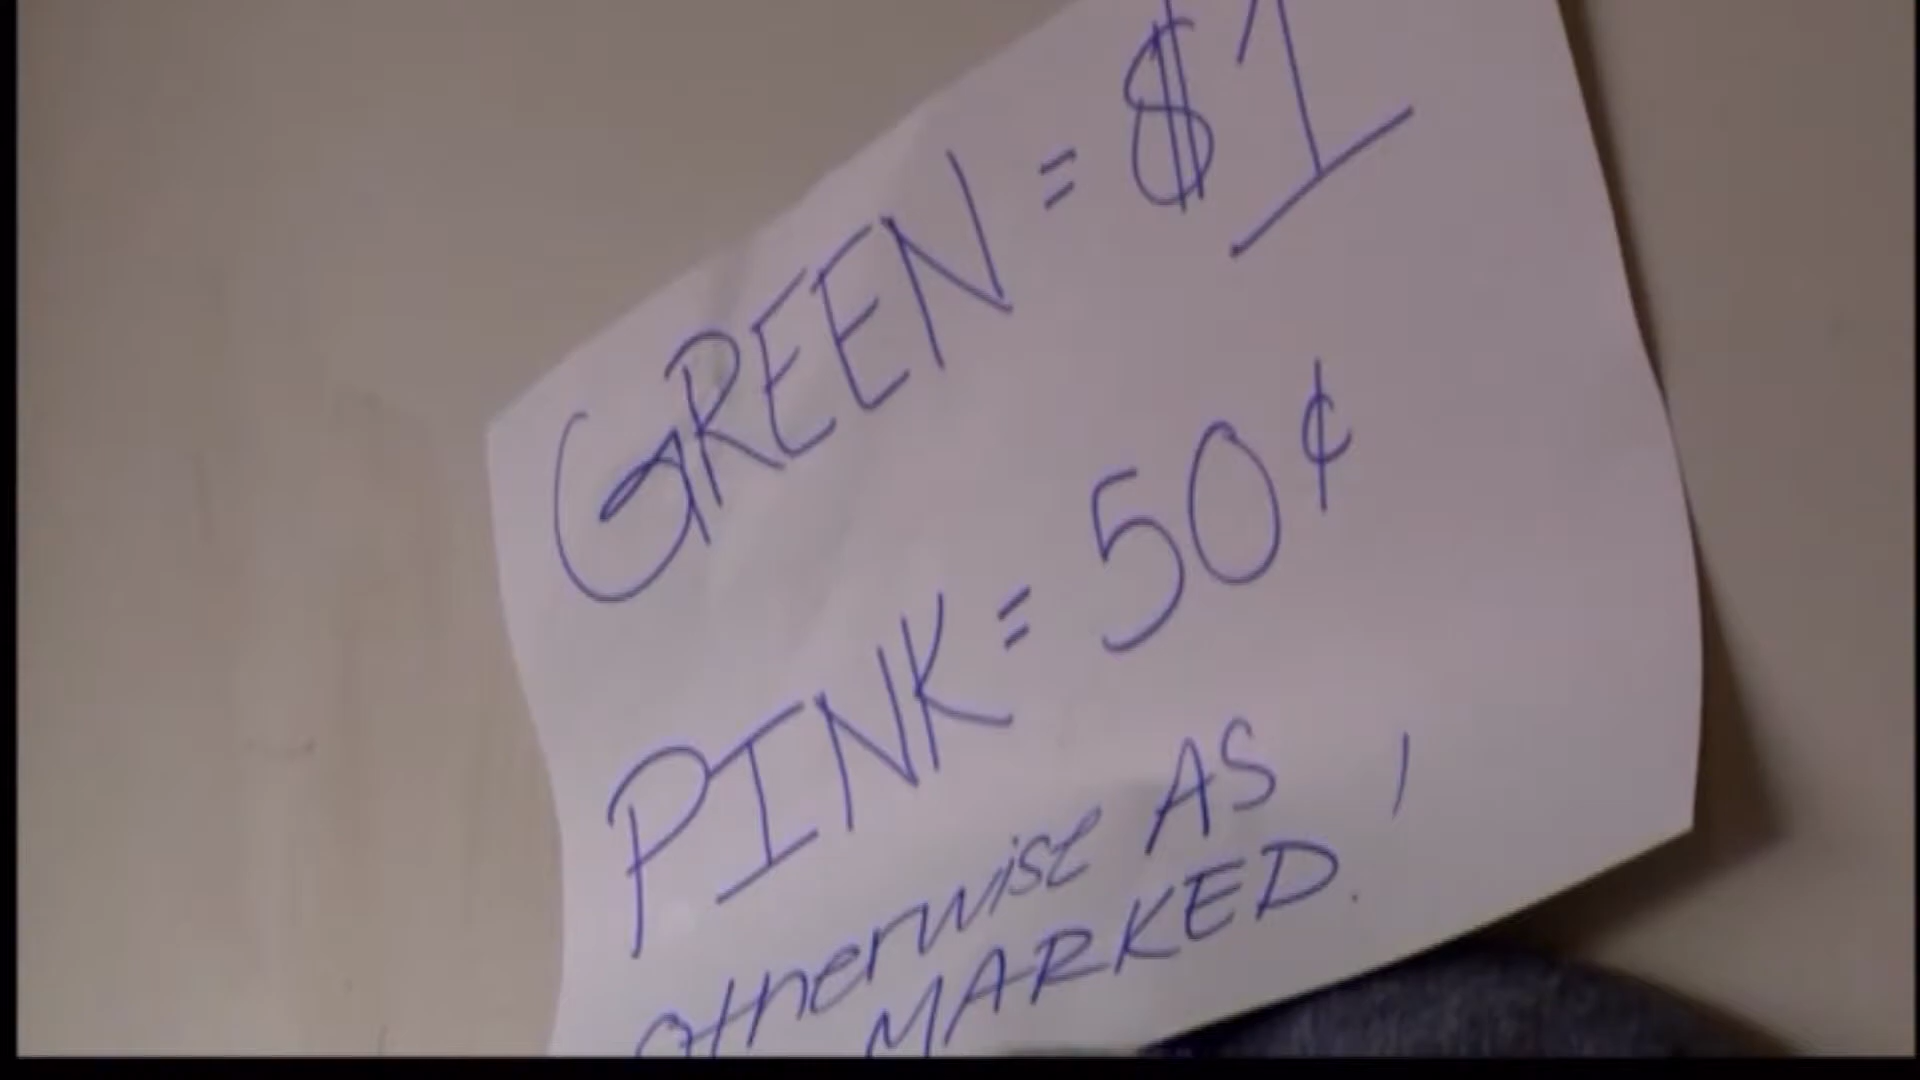 GREEN = $1
PINK = 50¢
otherwise AS
MARKED.